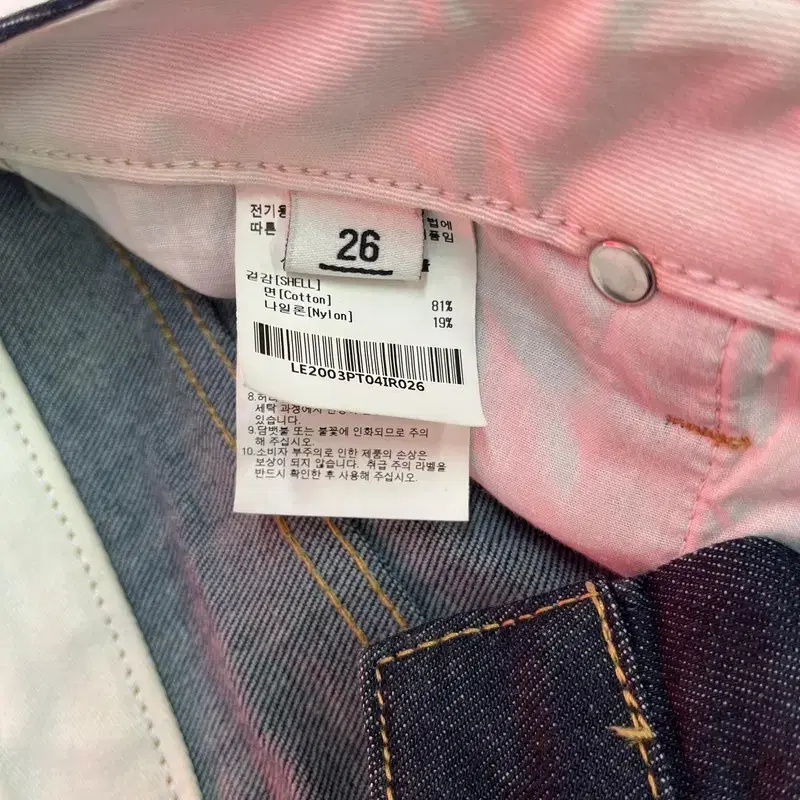 전기용
법에
따른
품임
26
겉감[SHELL]
면[Cotton] 81%
나일론[Nylon] 19%
LE2003PT04IR026
8.허리
세탁 과정에서
있습니다.
9.담뱃불 또는 불꽃에 인화되므로 주의
해 주십시오.
10.소비자 부주의로 인한 제품의 손상은
보상이 되지 않습니다. 취급 주의 라벨을
반드시 확인한 후 사용해 주십시오.